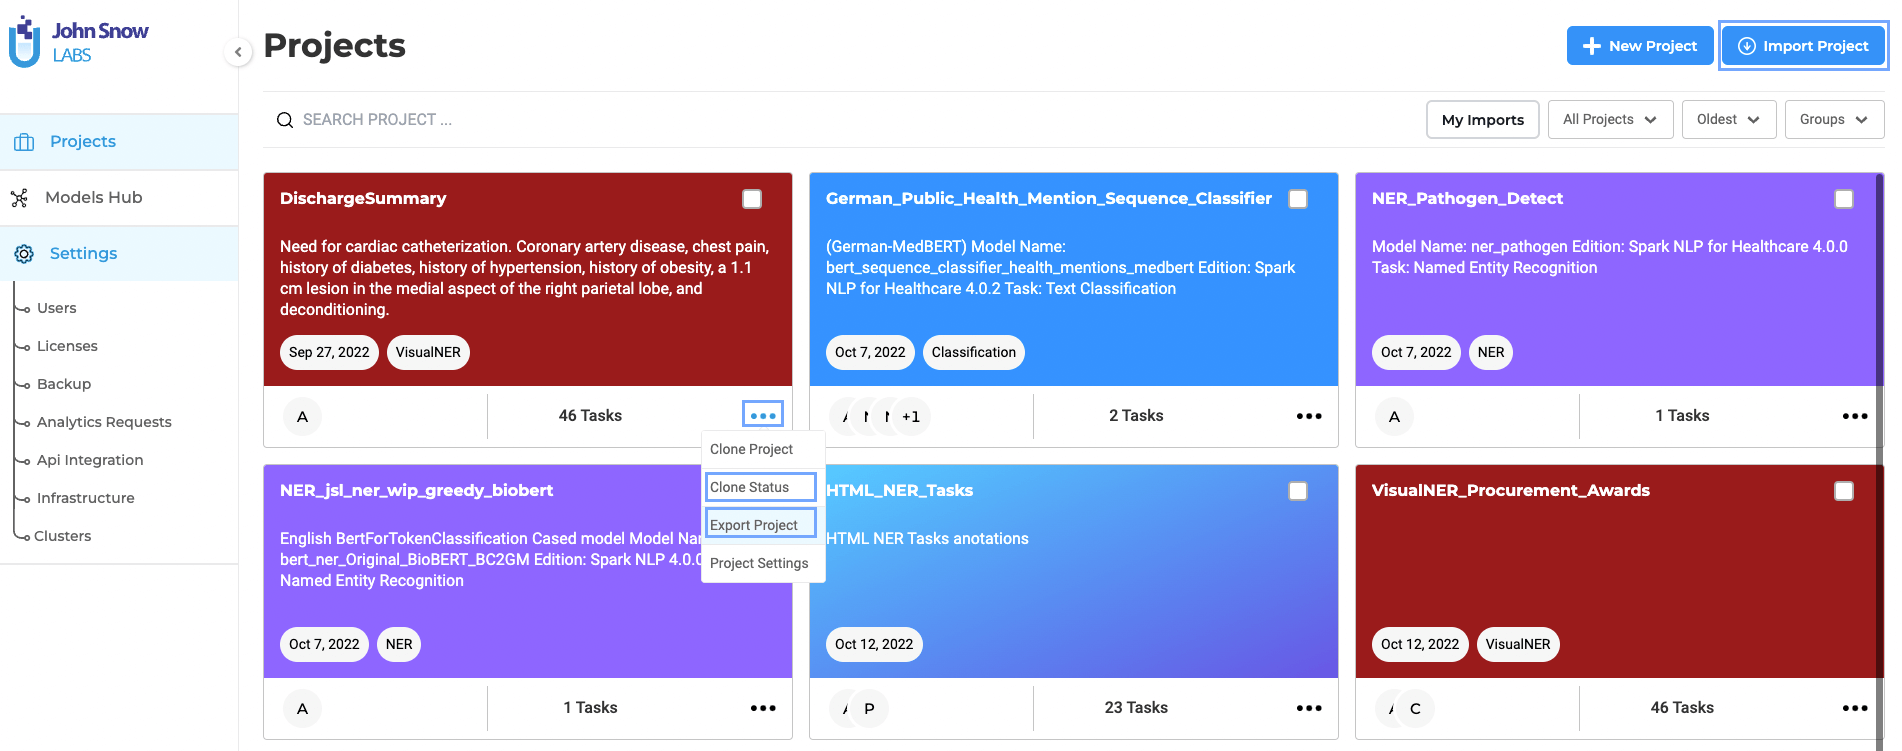 John Snow
LABS
Projects
New Project
Import Project
SEARCH PROJECT ...
My Imports
All Projects
Oldest
Groups
Projects
Models Hub
Settings
Users
Licenses
Backup
Analytics Requests
Api Integration
Infrastructure
Clusters
DischargeSummary
Need for cardiac catheterization. Coronary artery disease, chest pain,
history of diabetes, history of hypertension, history of obesity, a 1.1
cm lesion in the medial aspect of the right parietal lobe, and
deconditioning.
Sep 27, 2022
VisualNER
A
46 Tasks
German_Public_Health_Mention_Sequence_Classifier
(German-MedBERT) Model Name:
bert_sequence_classifier_health_mentions_medbert Edition: Spark
NLP for Healthcare 4.0.2 Task: Text Classification
Oct 7, 2022
Classification
+1
2 Tasks
NER_Pathogen_Detect
Model Name: ner_pathogen Edition: Spark NLP for Healthcare 4.0.0
Task: Named Entity Recognition
Oct 7, 2022
NER
A
1 Tasks
Clone Project
Clone Status
Export Project
Project Settings
NER_jsl_ner_wip_greedy_biobert
English BertForTokenClassification Cased model Model
bert_ner_Original_BioBERT_BC2GM Edition: Spark NLP 4.0.0
Named Entity Recognition
Oct 7, 2022
NER
A
1 Tasks
HTML_NER_Tasks
HTML NER Tasks anotations
Oct 12, 2022
P
23 Tasks
VisualNER_Procurement_Awards
Oct 12, 2022
VisualNER
C
46 Tasks